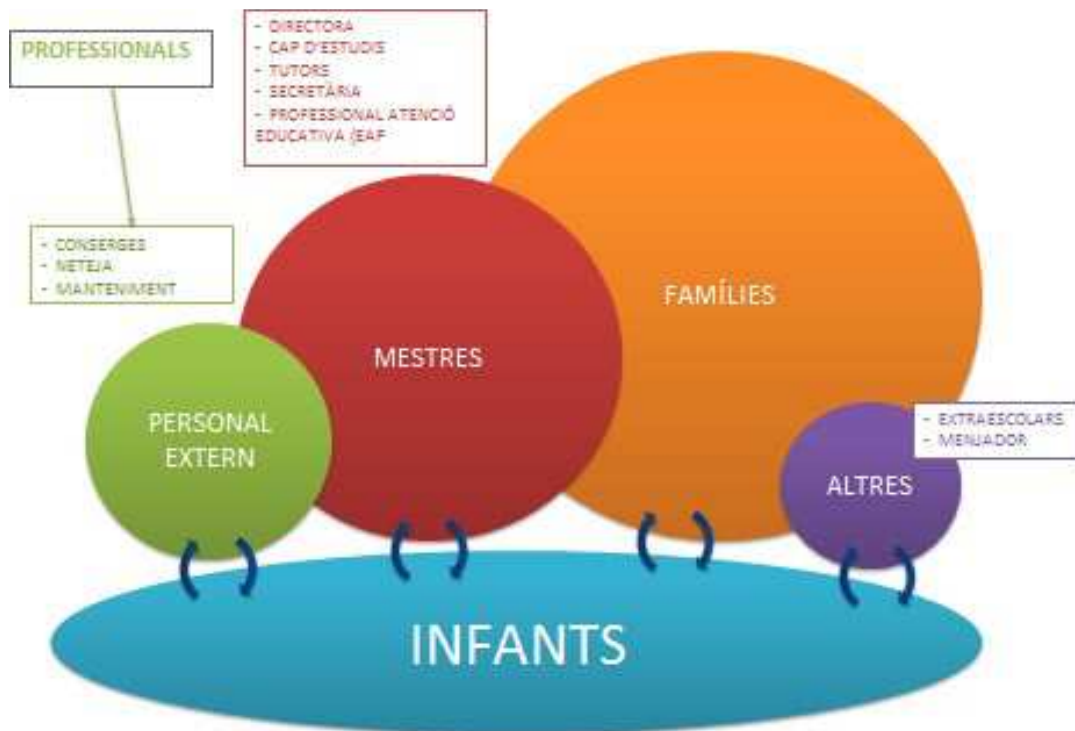 PROFESSIONALS
- DIRECTORA
- CAP D'ESTUDIS
- TUTORS
- SECRETÀRIA
- PROFESSIONAL ATENCIÓ
EDUCATIVA (EAP
- CONSERGES
- NETEJA
- MANTENIMENT
FAMÍLIES
MESTRES
PERSONAL
EXTERN
- EXTRAESCOLARS
- MENJADOR
ALTRES
INFANTS